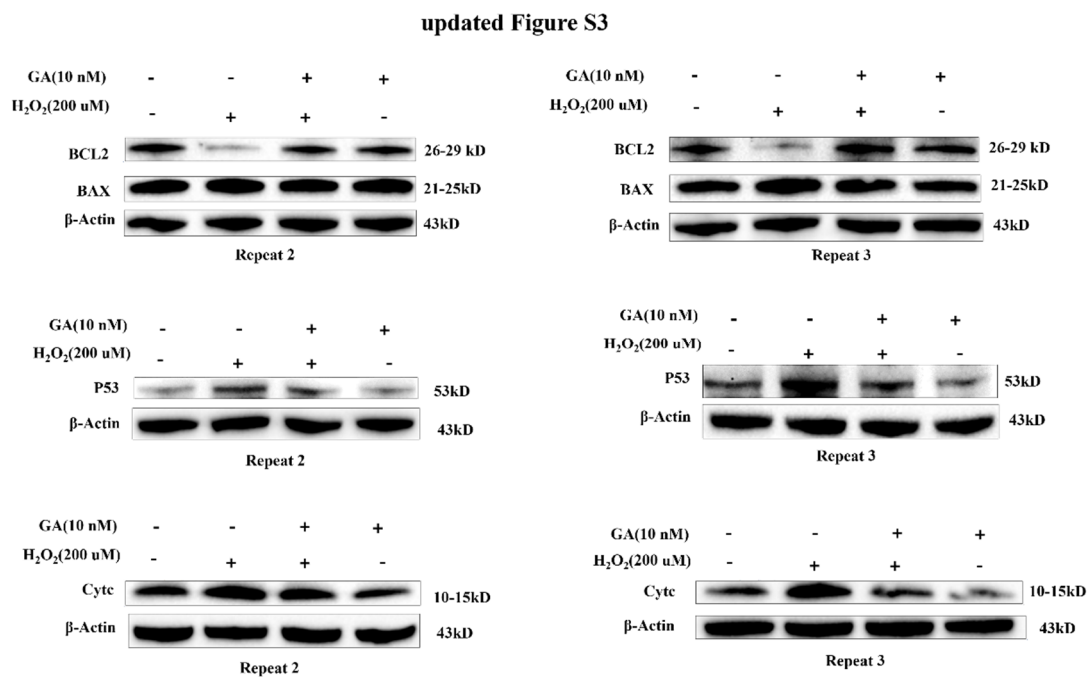 updated Figure S3
GA(10 nM) - - + +
H₂O₂(200 uM) - + + -
BCL2 26-29 kD
BAX 21-25kD
β-Actin 43kD
Repeat 2
GA(10 nM) - - + +
H₂O₂(200 uM) - + + -
BCL2 26-29 kD
BAX 21-25kD
β-Actin 43kD
Repeat 3
GA(10 nM) - - + +
H₂O₂(200 uM) - + + -
P53 53kD
β-Actin 43kD
Repeat 2
GA(10 nM) - - + +
H₂O₂(200 uM) - + + -
P53 53kD
β-Actin 43kD
Repeat 3
GA(10 nM) - - + +
H₂O₂(200 uM) - + + -
Cytc 10-15kD
β-Actin 43kD
Repeat 2
GA(10 nM) - - + +
H₂O₂(200 uM) - + + -
Cytc 10-15kD
β-Actin 43kD
Repeat 3